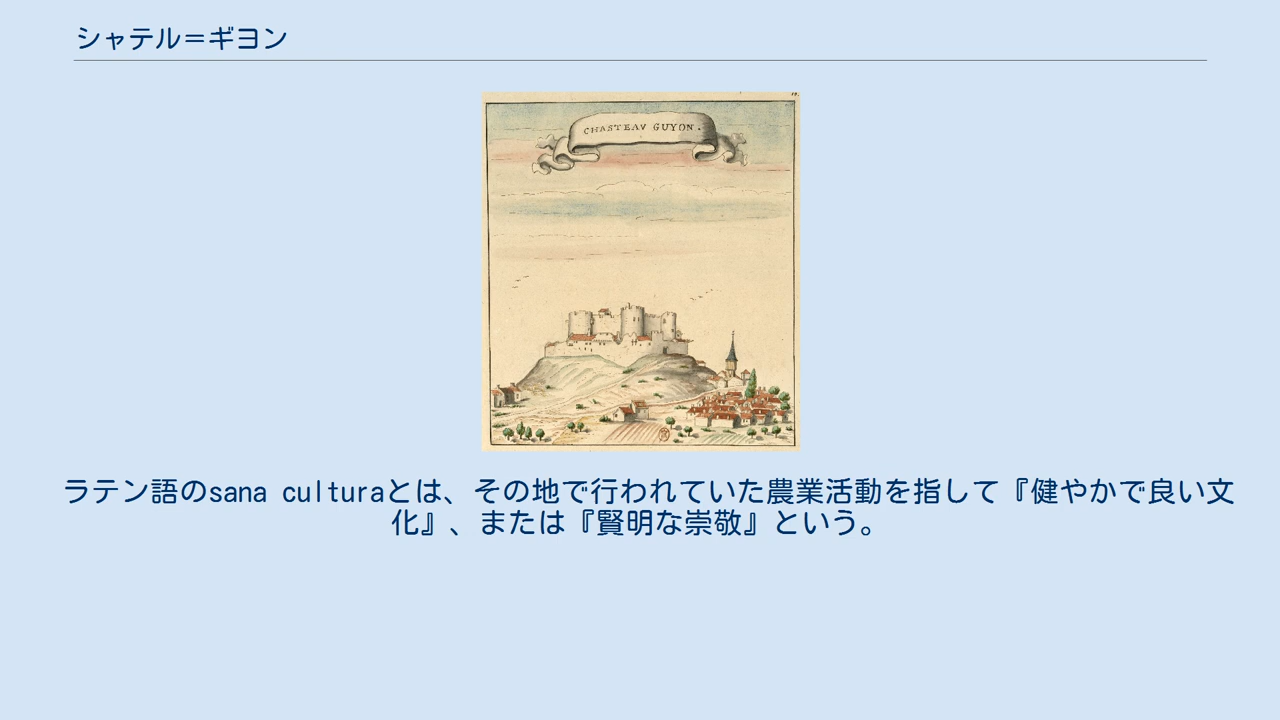 シャテル＝ギヨン
CHASTEAV GUYON.
ラテン語のsana culturaとは、その地で行われていた農業活動を指して『健やかで良い文
化』、または『賢明な崇敬』という。